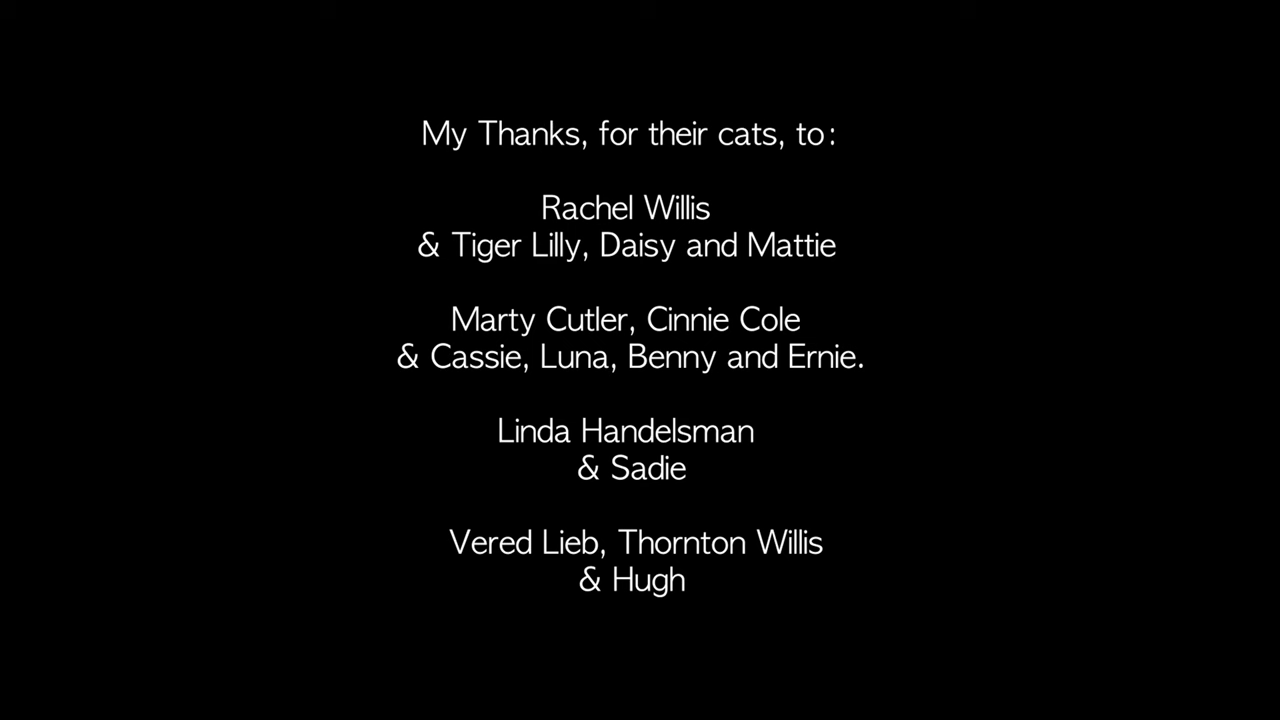 My Thanks, for their cats, to:
Rachel Willis
& Tiger Lilly, Daisy and Mattie
Marty Cutler, Cinnie Cole
& Cassie, Luna, Benny and Ernie.
Linda Handelsman
& Sadie
Vered Lieb, Thornton Willis
& Hugh